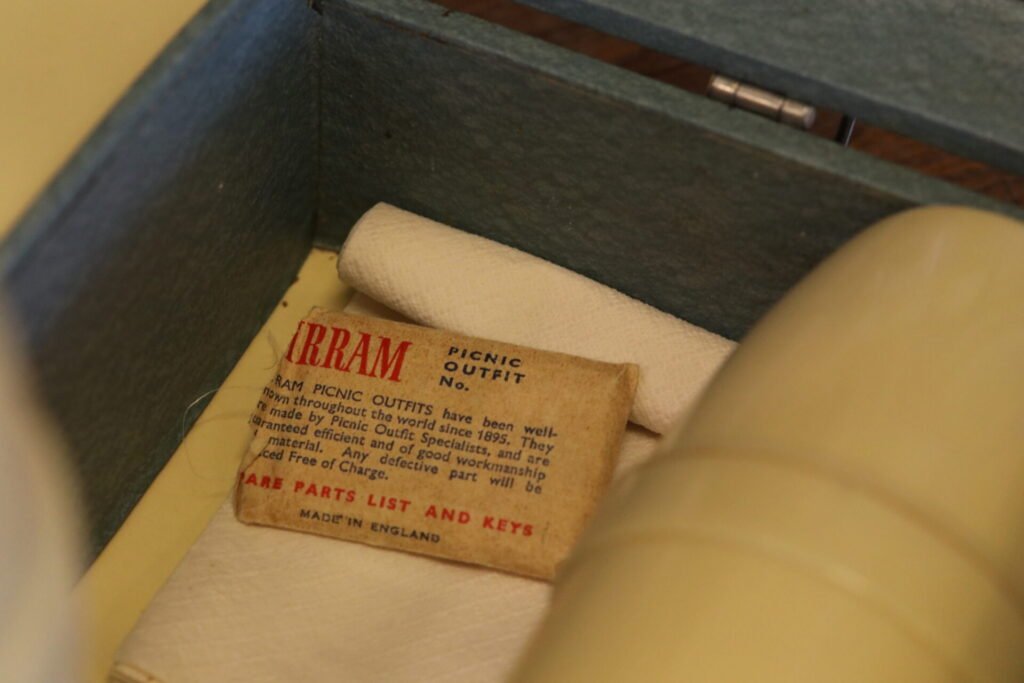 IRRAM PICNIC
OUTFIT
No.
RAM PICNIC OUTFITS have been well-
own throughout the world since 1895. They
re made by Picnic Outfit Specialists, and are
uaranteed efficient and of good workmanship
material. Any defective part will be
ced Free of Charge.
ARE PARTS LIST AND KEYS
MADE IN ENGLAND